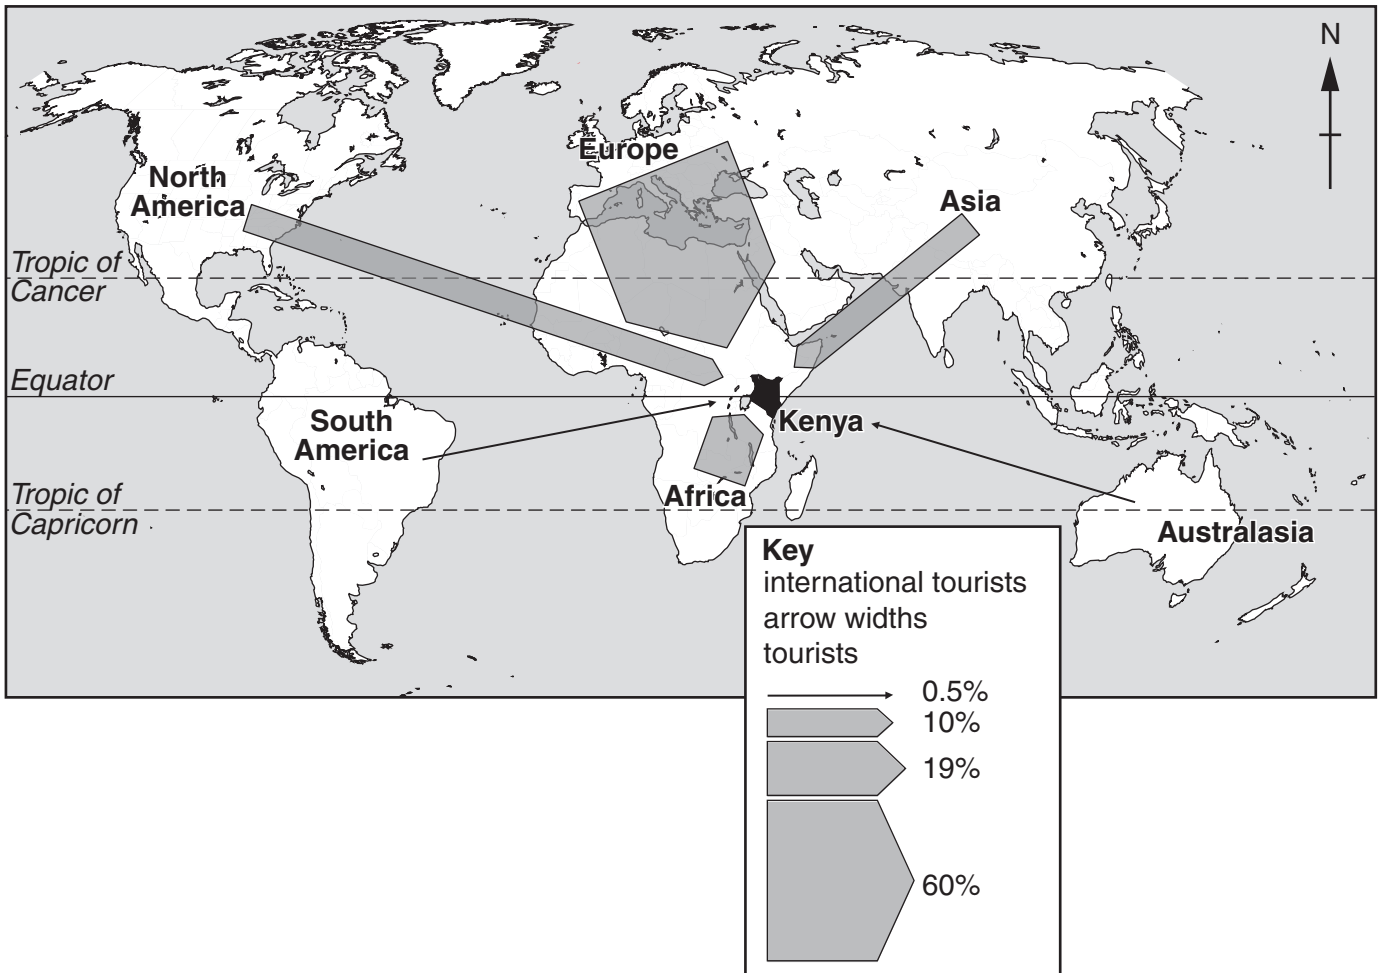 N
Europe
North
America
Asia
Tropic of
Cancer
Equator
South
America
Kenya
Tropic of
Capricorn
Africa
Australasia
Key
international tourists
arrow widths
tourists
0.5%
10%
19%
60%